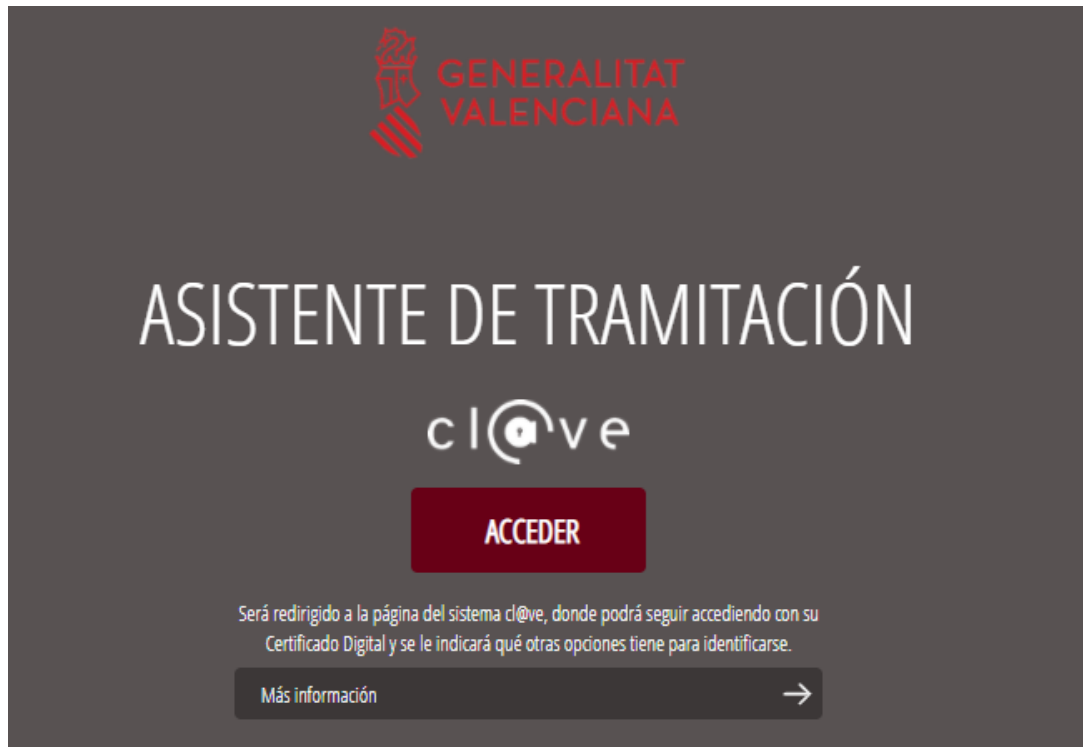 GENERALITAT
VALENCIANA
ASISTENTE DE TRAMITACIÓN
cl@ve
ACCEDER
Será redirigido a la página del sistema cl@ve, donde podrá seguir accediendo con su
Certificado Digital y se le indicará qué otras opciones tiene para identificarse.
Más información